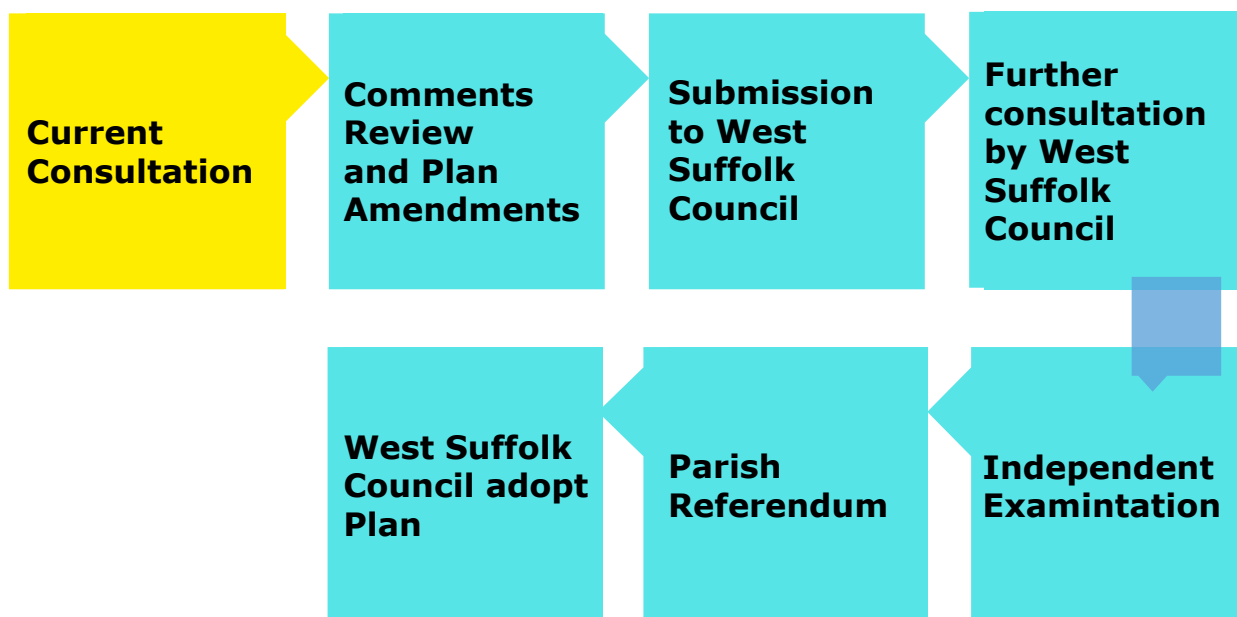 Current
Consultation
Comments
Review
and Plan
Amendments
Submission
to West
Suffolk
Council
Further
consultation
by West
Suffolk
Council
Independent
Examintation
Parish
Referendum
West Suffolk
Council adopt
Plan